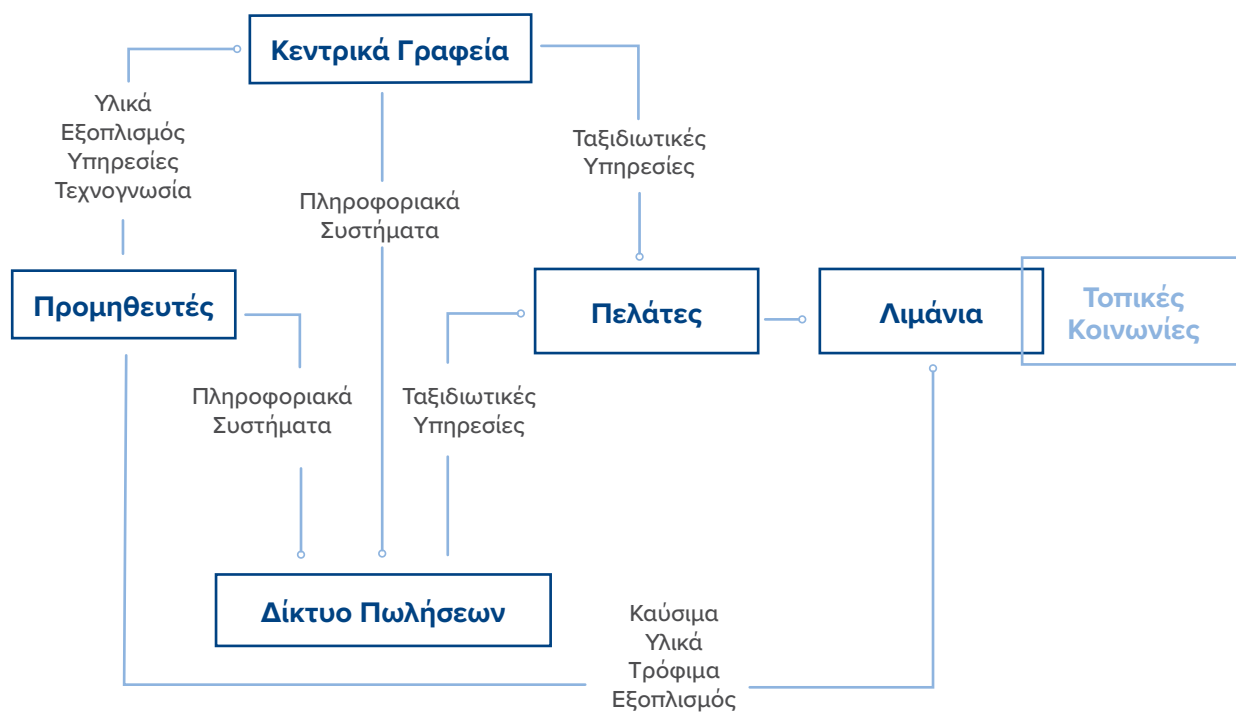 Κεντρικά Γραφεία
Υλικά
Εξοπλισμός
Υπηρεσίες
Τεχνογνωσία
Ταξιδιωτικές
Υπηρεσίες
Πληροφοριακά
Συστήματα
Προμηθευτές
Πελάτες
Λιμάνια
Τοπικές
Κοινωνίες
Πληροφοριακά
Συστήματα
Ταξιδιωτικές
Υπηρεσίες
Δίκτυο Πωλήσεων
Καύσιμα
Υλικά
Τρόφιμα
Εξοπλισμός